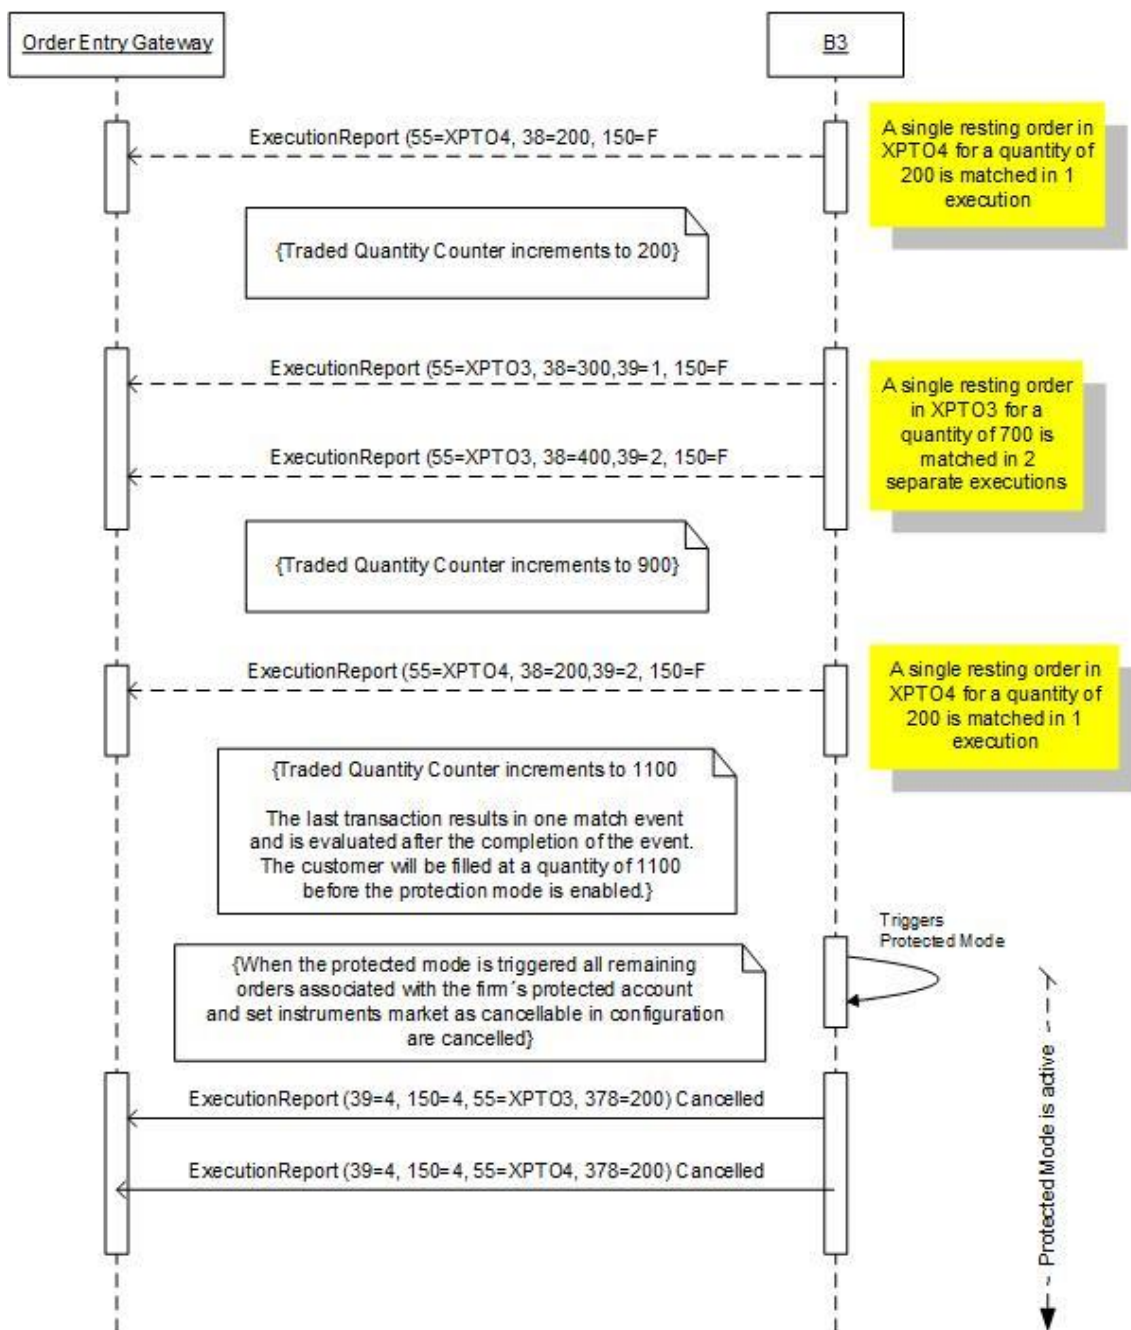 Order Entry Gateway
B3
ExecutionReport (55=XPTO4, 38=200, 150=F
A single resting order in
XPTO4 for a quantity of
200 is matched in 1
execution
{Traded Quantity Counter increments to 200}
ExecutionReport (55=XPTO3, 38=300,39=1, 150=F
A single resting order
in XPTO3 for a
quantity of 700 is
matched in 2
separate executions
ExecutionReport (55=XPTO3, 38=400,39=2, 150=F
{Traded Quantity Counter increments to 900}
ExecutionReport (55=XPTO4, 38=200,39=2, 150=F
A single resting order in
XPTO4 for a quantity of
200 is matched in 1
execution
{Traded Quantity Counter increments to 1100
The last transaction results in one match event
and is evaluated after the completion of the event.
The customer will be filled at a quantity of 1100
before the protection mode is enabled.}
Triggers
Protected Mode
{When the protected mode is triggered all remaining
orders associated with the firm´s protected account
and set instruments market as cancellable in configuration
are cancelled}
ExecutionReport (39=4, 150=4, 55=XPTO3, 378=200) Cancelled
ExecutionReport (39=4, 150=4, 55=XPTO4, 378=200) Cancelled
Protected Mode is active